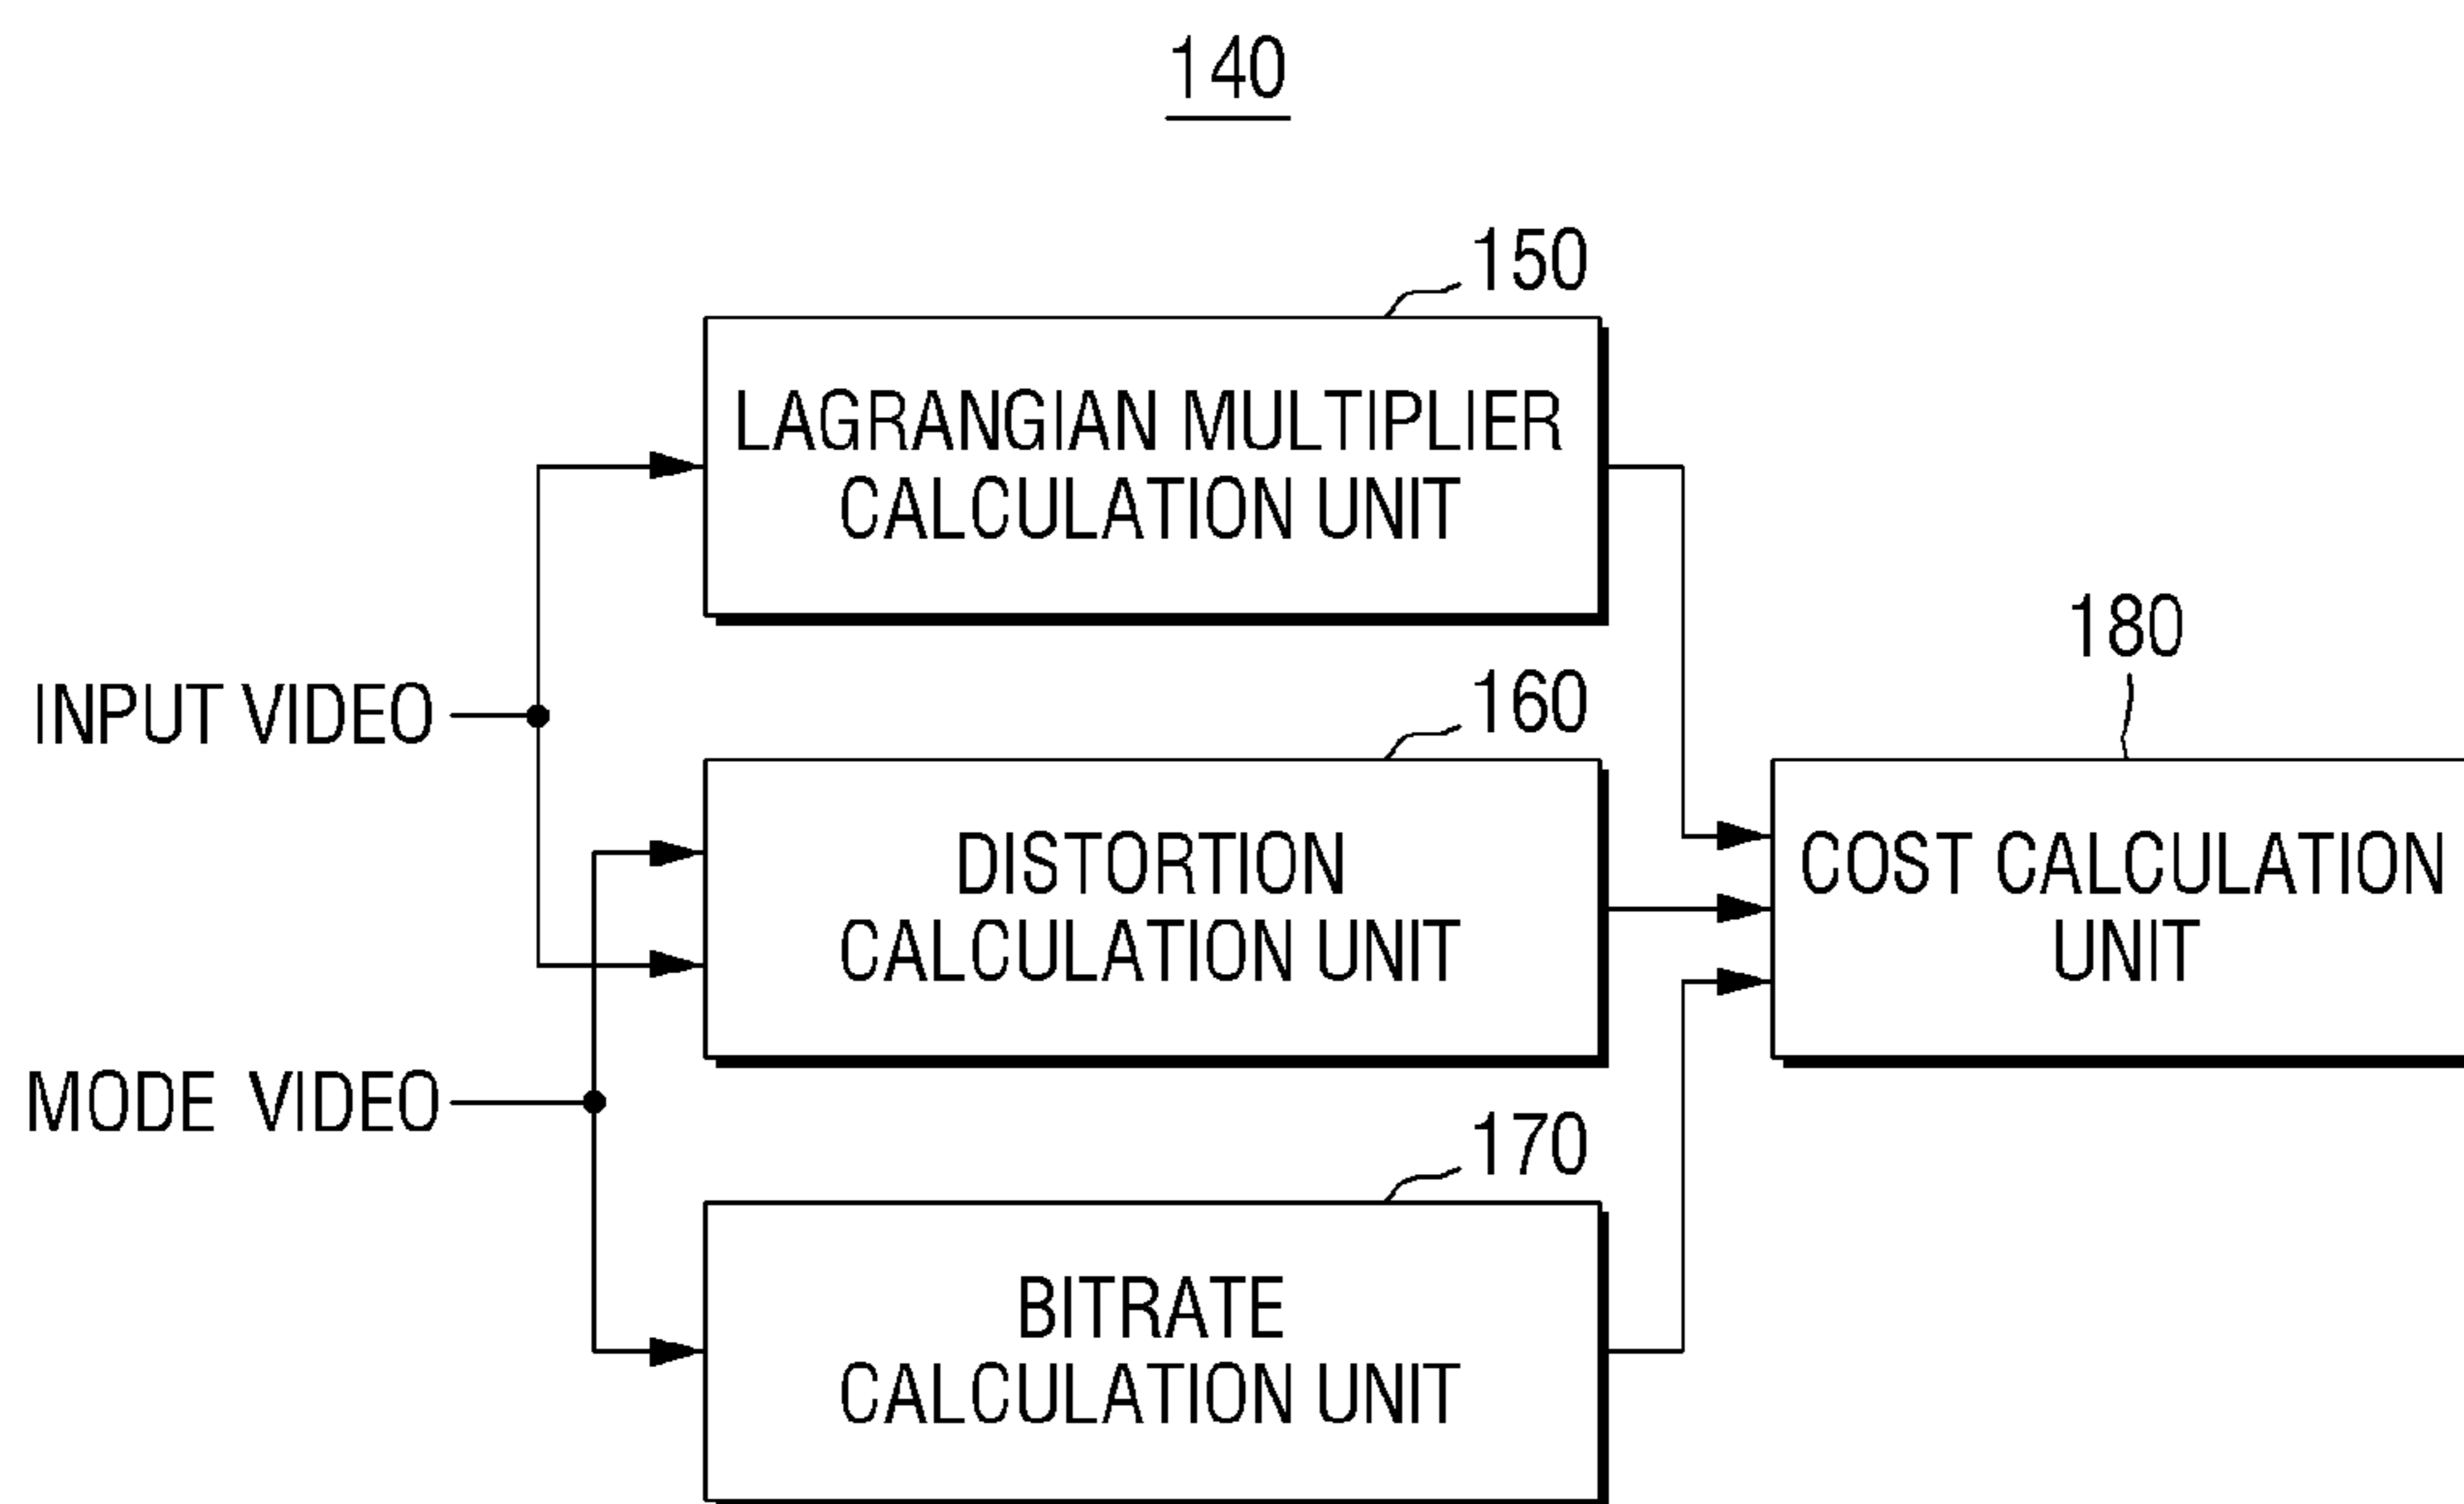 140
150
LAGRANGIAN MULTIPLIER
CALCULATION UNIT
INPUT VIDEO
160
DISTORTION
CALCULATION UNIT
180
COST CALCULATION
UNIT
MODE VIDEO
170
BITRATE
CALCULATION UNIT